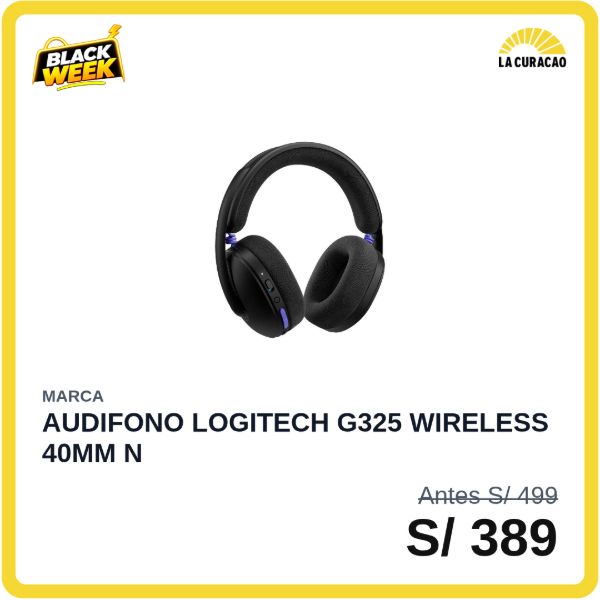 BLACK
WEEK
LA CURACAO
MARCA
AUDIFONO LOGITECH G325 WIRELESS
40MM N
Antes S/ 499
S/ 389